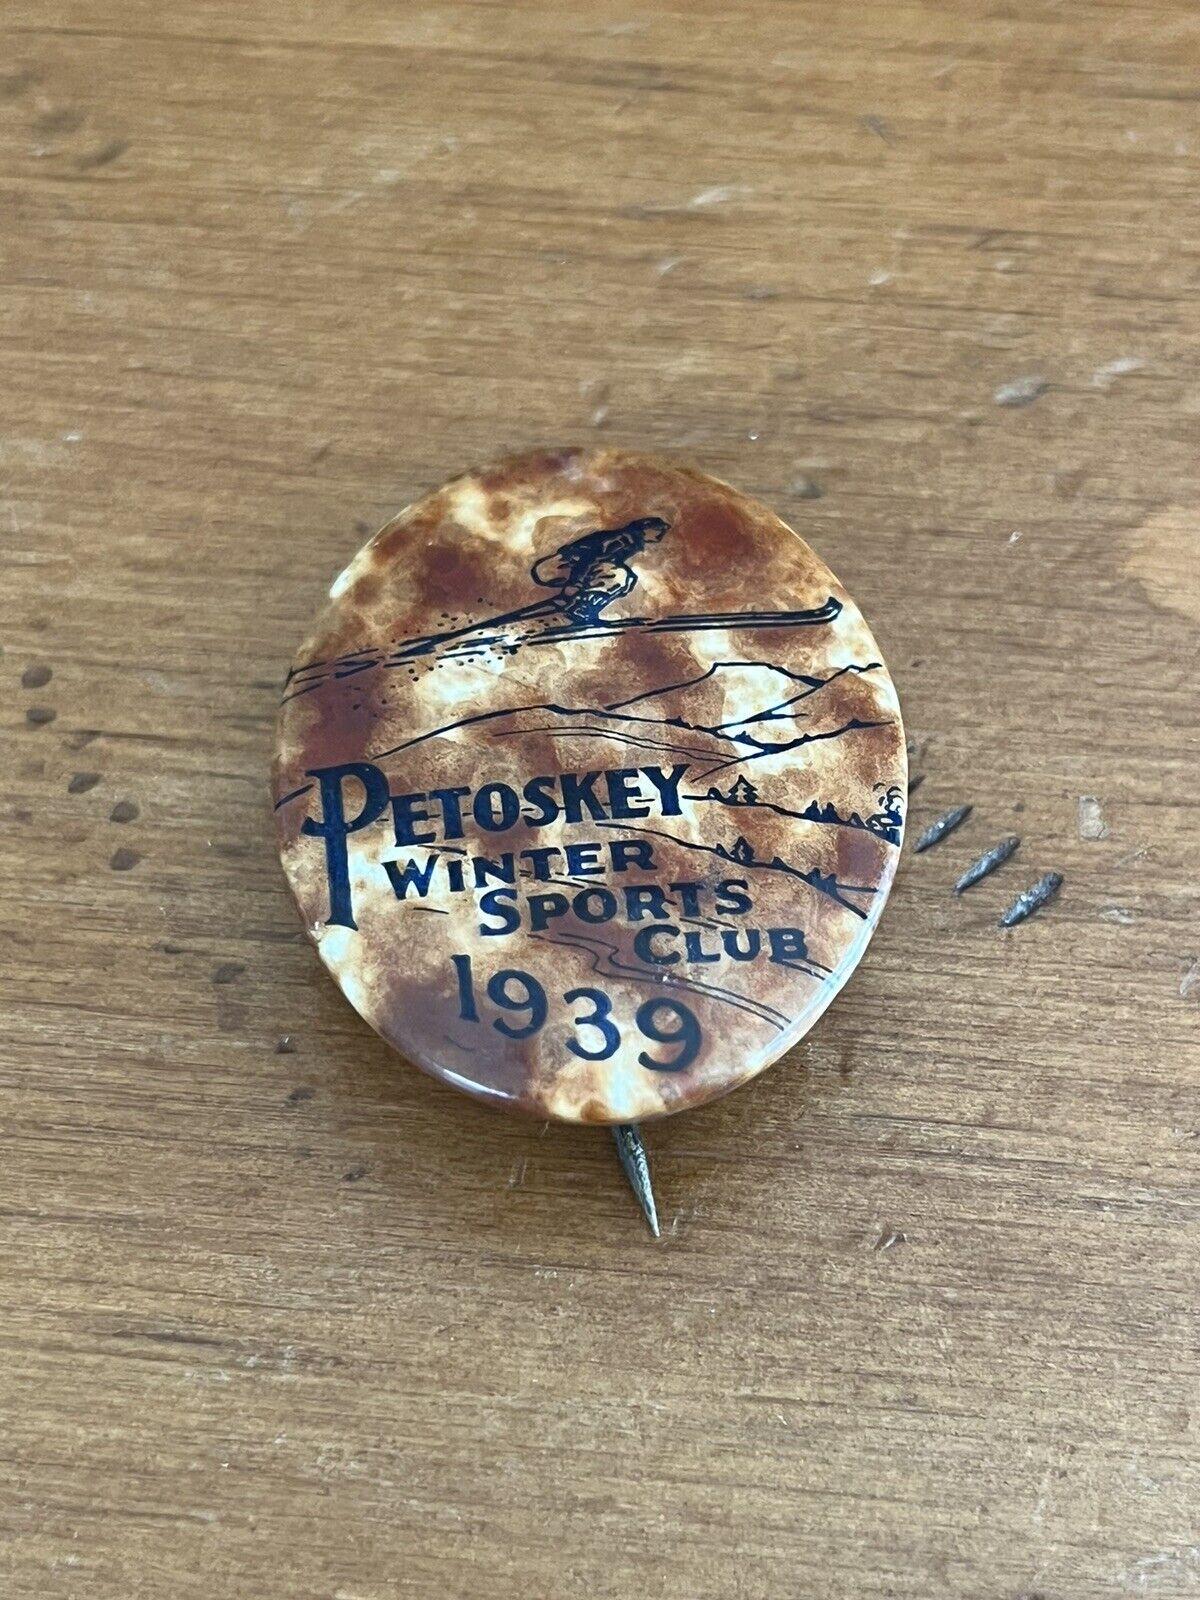 PETOSKEY
WINTER
SPORTS
CLUB
1939